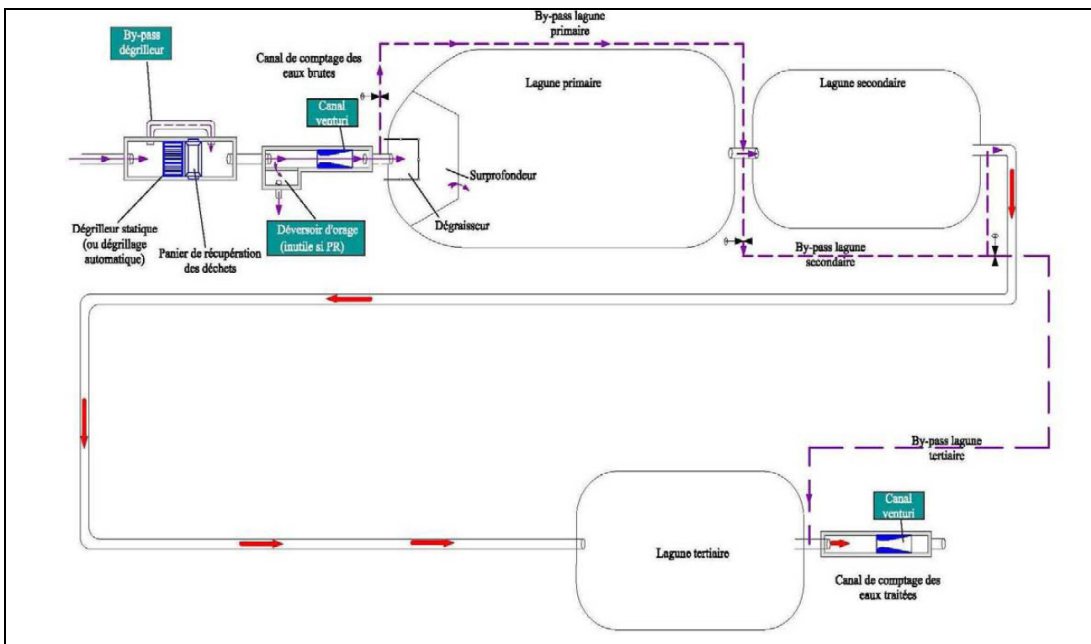 By-pass lagune
primaire
By-pass
dégrilleur
Canal de comptage des
eaux brutes
Lagune primaire
Lagune secondaire
Canal
venturi
Surprofondeur
Dégraisseur
Dégrilleur statique
(ou dégrillage
automatique)
Panier de récupération
des déchets
Déversoir d'orage
(inutile si PR)
By-pass lagune
secondaire
By-pass lagune
tertiaire
Canal
venturi
Lagune tertiaire
Canal de comptage des
eaux traitées